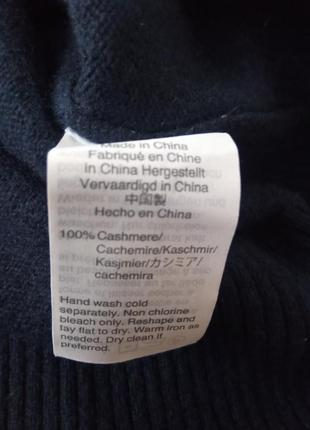 Made in China
Fabriqué en Chine
In China Hergestellt
Vervaardigd in China
中国製
Hecho en China
100% Cashmere/
Cachemire/Kaschmir/
Kasjmier/カシミア/
cachemira
Hand wash cold
separately. Non chlorine
bleach only. Reshape and
lay flat to dry. Warm iron as
needed. Dry clean if
preferred.